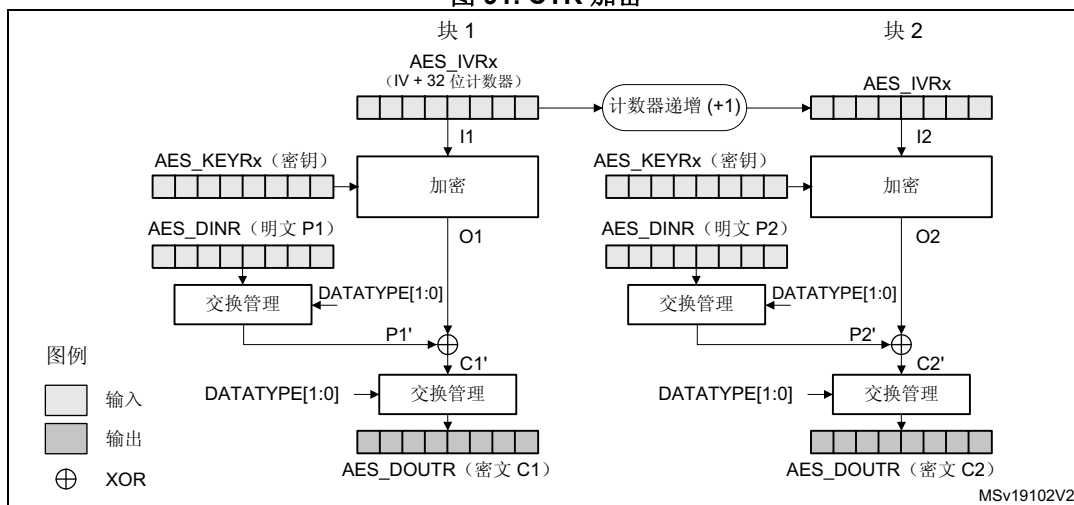 块 1
块 2
AES_IVRx
（IV + 32 位计数器）
计数器递增 (+1)
AES_IVRx
I1
I2
AES_KEYRx（密钥）
加密
AES_KEYRx（密钥）
加密
AES_DINR（明文 P1）
O1
AES_DINR（明文 P2）
O2
交换管理
DATATYPE[1:0]
交换管理
DATATYPE[1:0]
P1'
P2'
C1'
C2'
DATATYPE[1:0]
交换管理
DATATYPE[1:0]
交换管理
AES_DOUTR（密文 C1）
AES_DOUTR（密文 C2）
图例
输入
输出
XOR
MSv19102V2